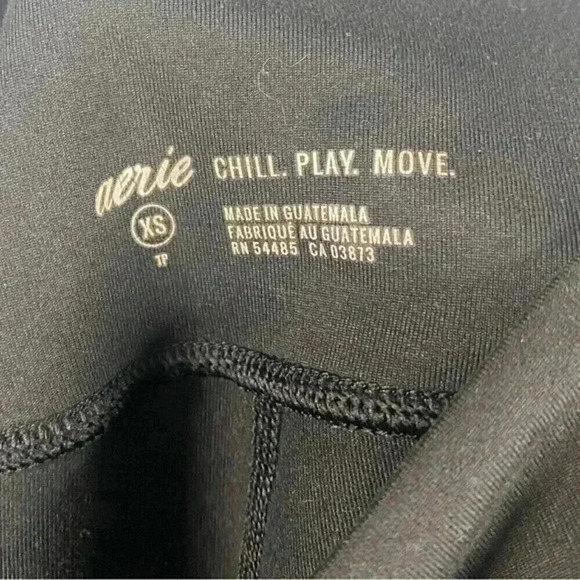 aerie CHILL. PLAY. MOVE.
XS
TP
MADE IN GUATEMALA
FABRIQUÉ AU GUATEMALA
RN 54485 CA 03873